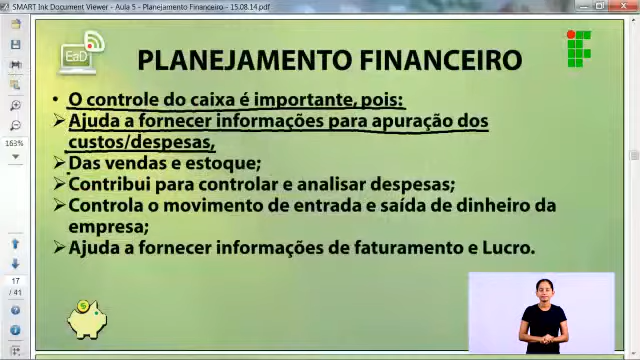 SMART Ink Document Viewer - Aula 5 - Planejamento Financeiro - 15.08.14.pdf
EaD
PLANEJAMENTO FINANCEIRO
• O controle do caixa é importante, pois:
➢ Ajuda a fornecer informações para apuração dos
custos/despesas,
➢ Das vendas e estoque;
➢ Contribui para controlar e analisar despesas;
➢ Controla o movimento de entrada e saída de dinheiro da
empresa;
➢ Ajuda a fornecer informações de faturamento e Lucro.
163%
17
/ 41